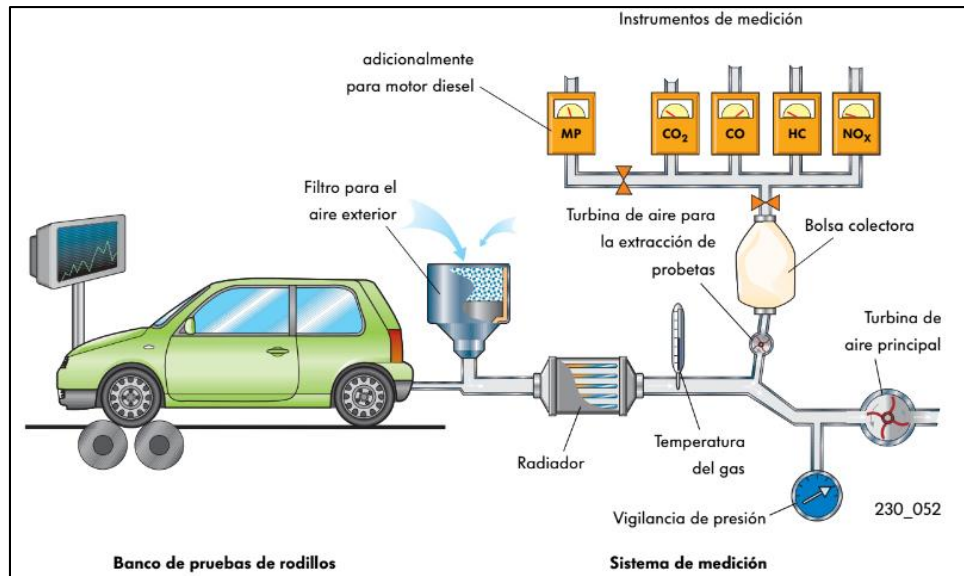 Instrumentos de medición
adicionalmente
para motor diesel
MP
CO₂
CO
HC
NOₓ
Filtro para el
aire exterior
Turbina de aire para
la extracción de
probetas
Bolsa colectora
Turbina de
aire principal
Radiador
Temperatura
del gas
Vigilancia de presión
230_052
Banco de pruebas de rodillos
Sistema de medición